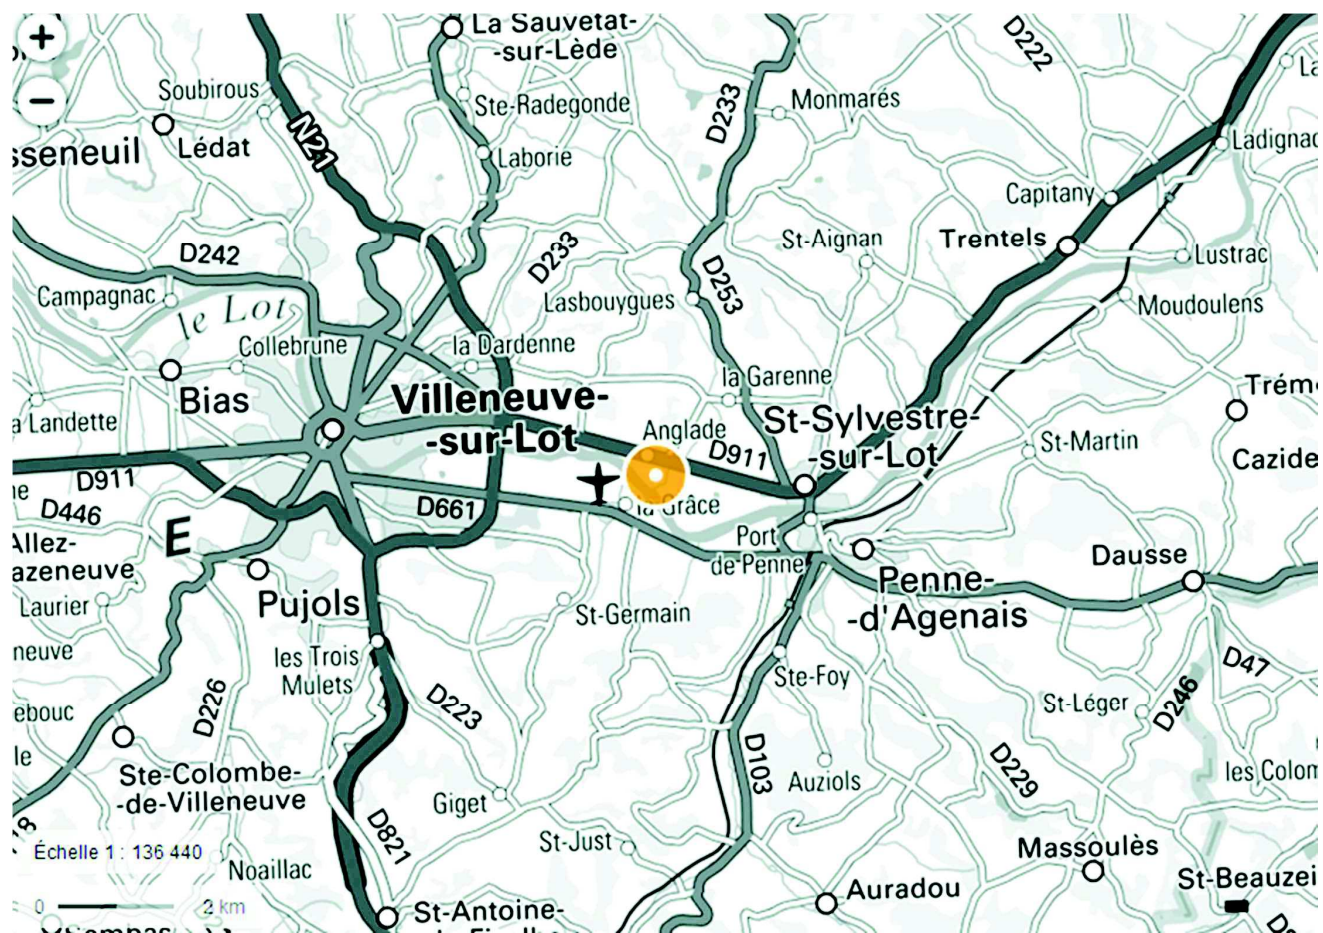 +
La Sauvetat-
-sur-Lède
D222
−
Soubirous
Ste-Radegonde
D233
Monmarés
N21
sseneuil
Lédat
Laborie
Ladignac
Capitany
D242
D233
St-Aignan
Trentels
Lustrac
Campagnac
le Lot
Lasbouygues
D253
Moudoulens
Collebrune
la Dardenne
la Garenne
Bias
Villeneuve-
-sur-Lot
a Landette
Anglade
St-Sylvestre-
-sur-Lot
St-Martin
Trém
Cazide
D911
D911
D446
D661
la Grâce
E
Port
de Penne
Allez-
azeneuve
Dausse
Pujols
Penne-
-d'Agenais
Laurier
St-Germain
neuve
les Trois
Mulets
Ste-Foy
D47
ebouc
D226
D223
St-Léger
D246
le
Ste-Colombe-
-de-Villeneuve
D103
Auziols
D229
les Colom
Giget
D821
St-Just
Échelle 1 : 136 440
Noaillac
Massoulès
St-Beauzei
0
2 km
St-Antoine-
Auradou